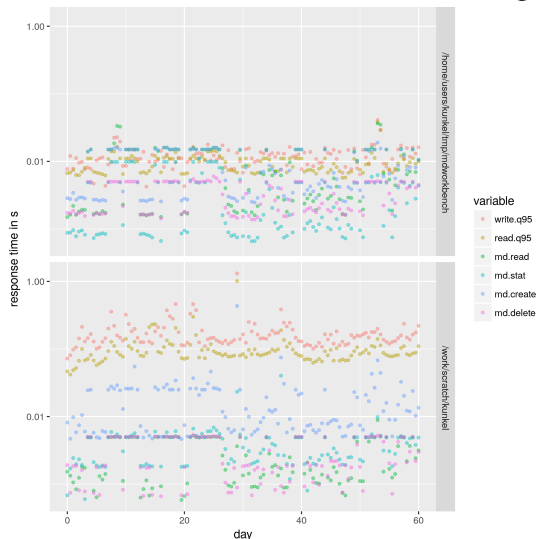 1.00
0.01
/home/users/kunkel/tmp/mdworkbench
1.00
0.01
/work/scratch/kunkel
response time in s
0
20
40
60
day
variable
write.q95
read.q95
md.read
md.stat
md.create
md.delete